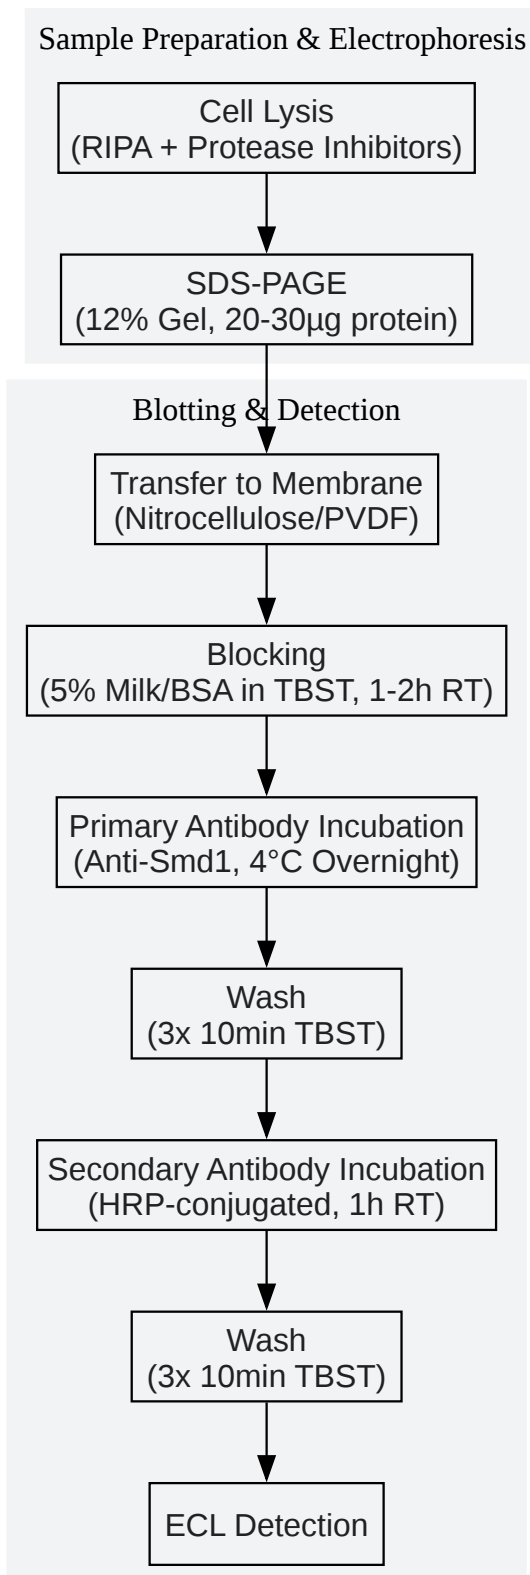 Sample Preparation & Electrophoresis
Cell Lysis
(RIPA + Protease Inhibitors)
SDS-PAGE
(12% Gel, 20-30µg protein)
Blotting & Detection
Transfer to Membrane
(Nitrocellulose/PVDF)
Blocking
(5% Milk/BSA in TBST, 1-2h RT)
Primary Antibody Incubation
(Anti-Smd1, 4°C Overnight)
Wash
(3x 10min TBST)
Secondary Antibody Incubation
(HRP-conjugated, 1h RT)
Wash
(3x 10min TBST)
ECL Detection